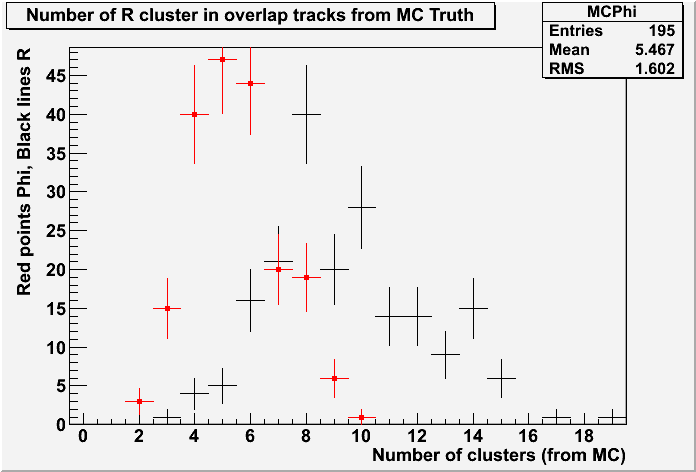 Number of R cluster in overlap tracks from MC Truth
MCPhi
Entries 195
Mean 5.467
RMS 1.602
Red points Phi, Black lines R
45
40
35
30
25
20
15
10
5
0
0 2 4 6 8 10 12 14 16 18
Number of clusters (from MC)